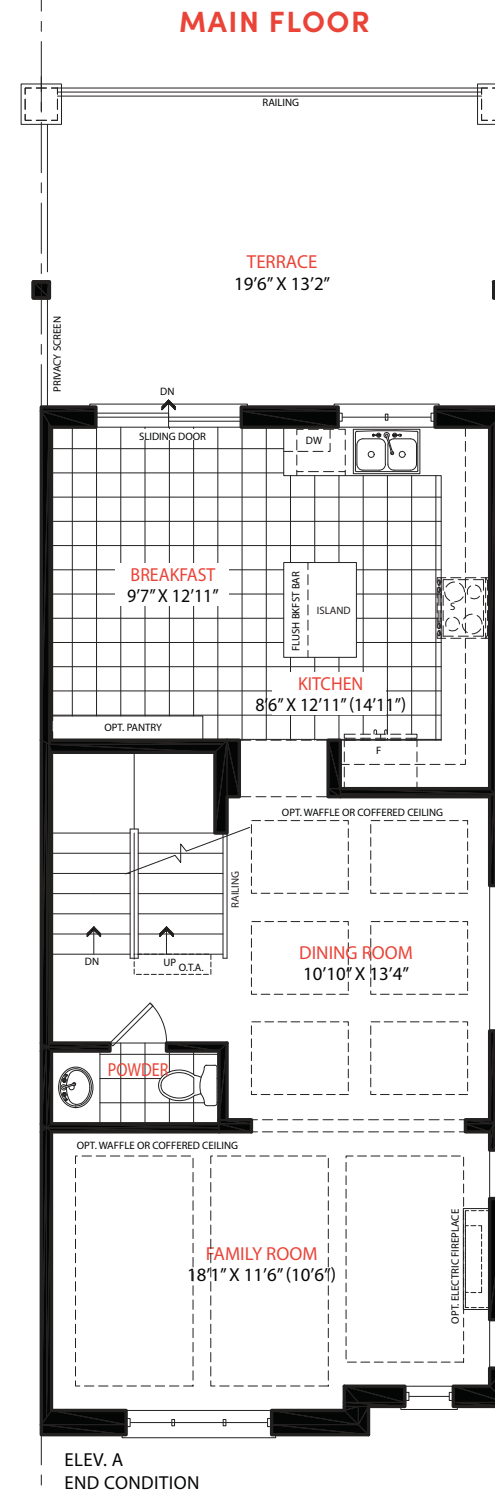 MAIN FLOOR
RAILING
TERRACE
19'6" X 13'2"
PRIVACY SCREEN
DN
SLIDING DOOR
DW
BREAKFAST
9'7" X 12'11"
FLUSH BKFST BAR
ISLAND
S
KITCHEN
8'6" X 12'11" (14'11")
OPT. PANTRY
F
OPT. WAFFLE OR COFFERED CEILING
RAILING
DINING ROOM
10'10" X 13'4"
DN
UP
O.T.A.
POWDER
OPT. WAFFLE OR COFFERED CEILING
FAMILY ROOM
18'1" X 11'6" (10'6")
OPT. ELECTRIC FIREPLACE
ELEV. A
END CONDITION